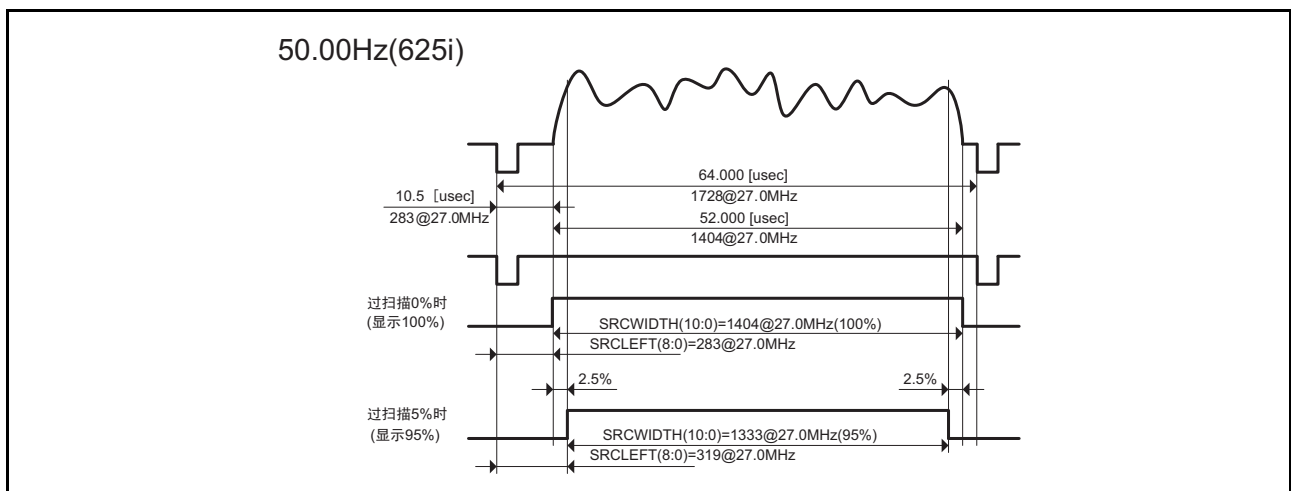 50.00Hz(625i)
64.000 [usec]
1728@27.0MHz
10.5 [usec]
283@27.0MHz
52.000 [usec]
1404@27.0MHz
过扫描0%时
(显示100%)
SRCWIDTH(10:0)=1404@27.0MHz(100%)
SRCLEFT(8:0)=283@27.0MHz
2.5%
2.5%
过扫描5%时
(显示95%)
SRCWIDTH(10:0)=1333@27.0MHz(95%)
SRCLEFT(8:0)=319@27.0MHz